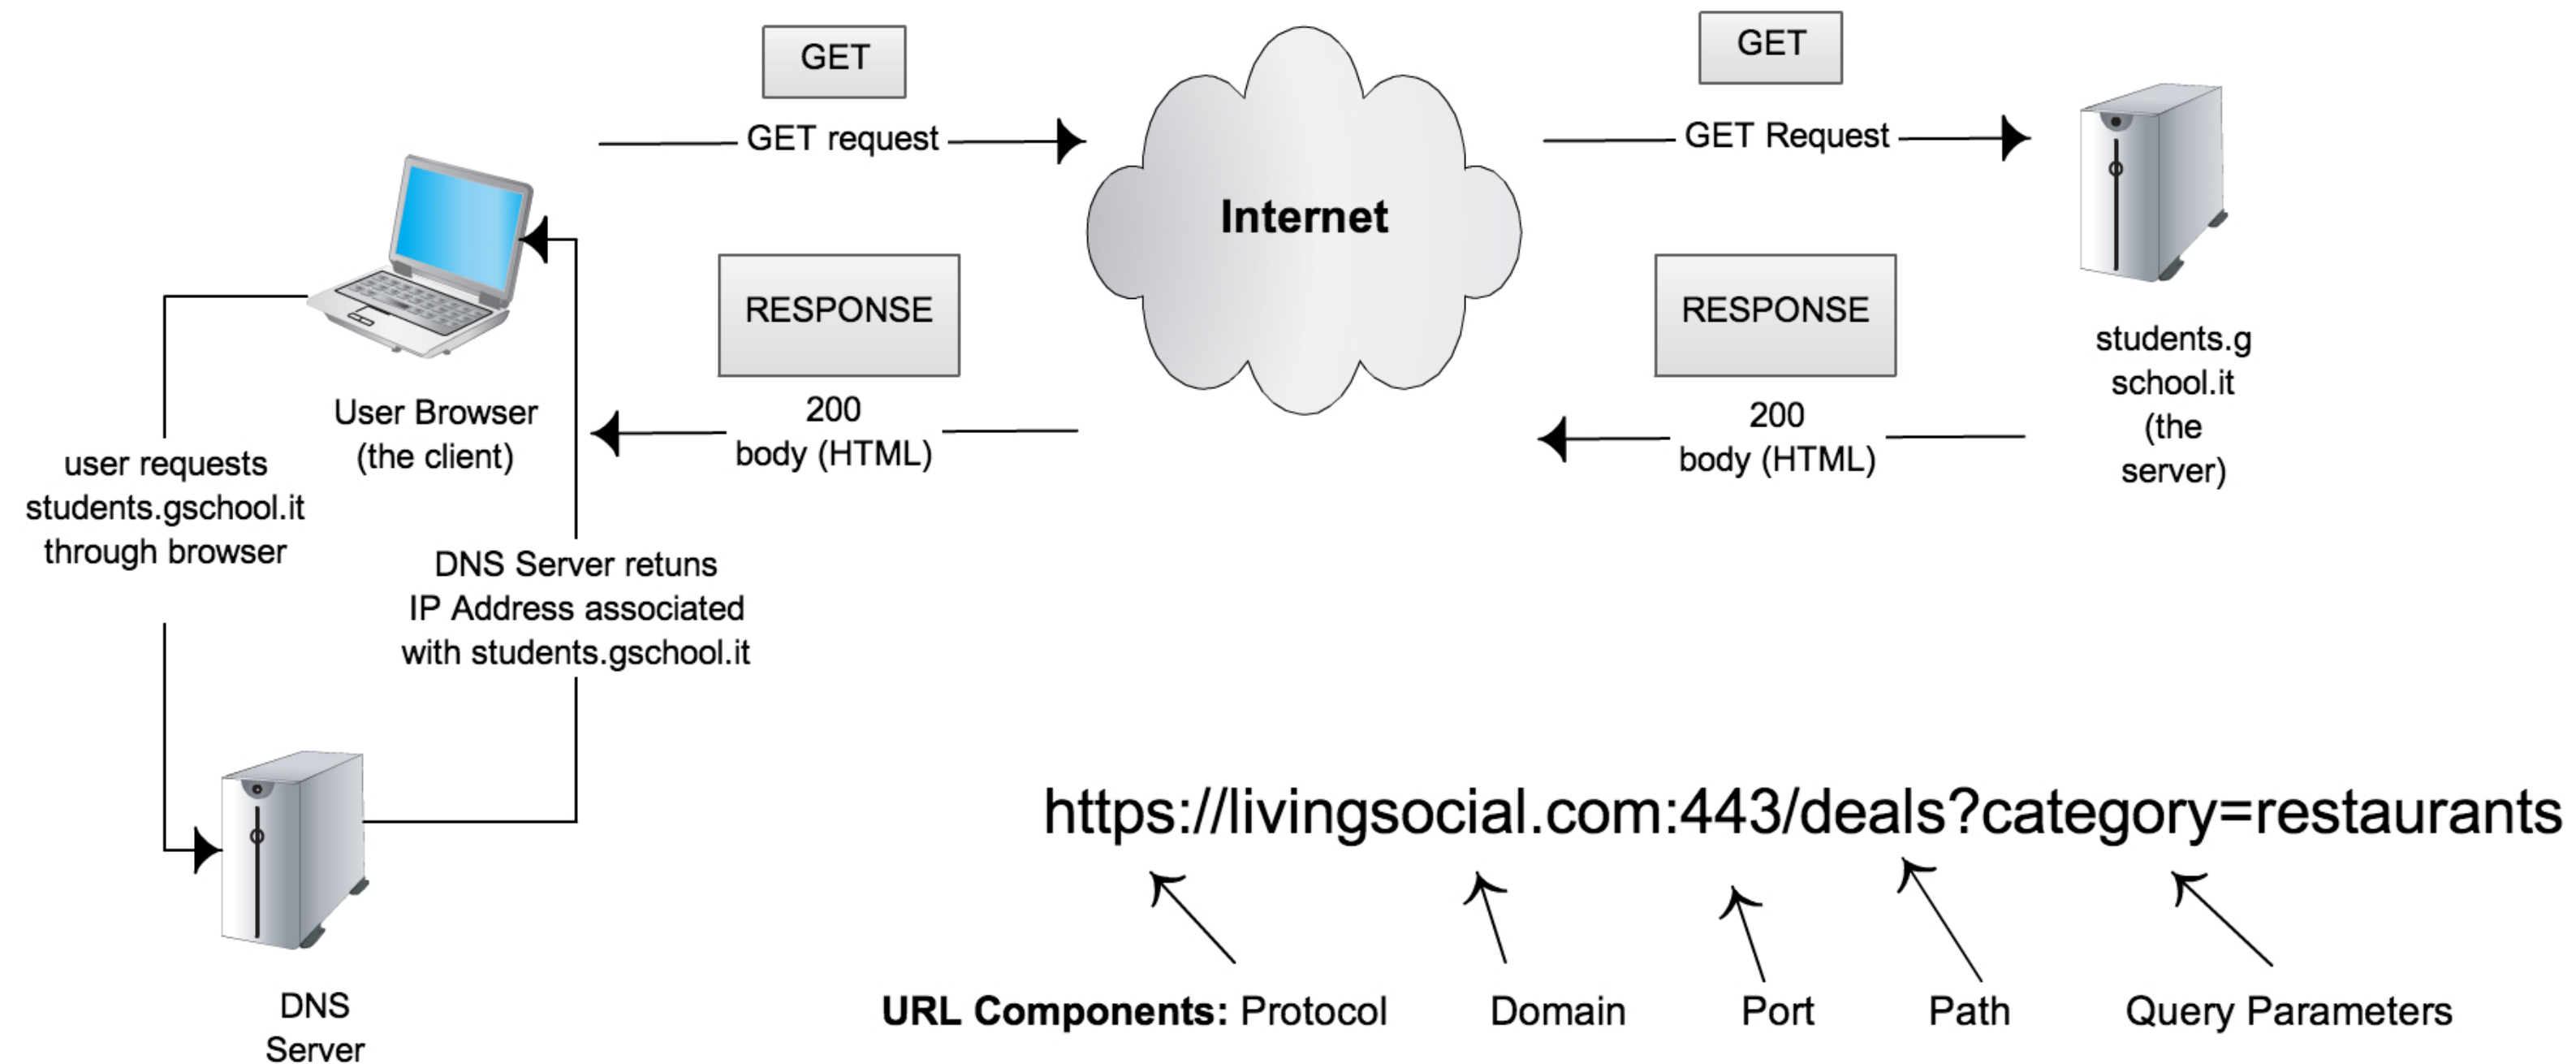 GET
GET request
RESPONSE
200
body (HTML)
Internet
GET
GET Request
RESPONSE
200
body (HTML)
students.g
school.it
(the
server)
User Browser
(the client)
user requests
students.gschool.it
through browser
DNS Server retuns
IP Address associated
with students.gschool.it
DNS
Server
https://livingsocial.com:443/deals?category=restaurants
URL Components: Protocol Domain Port Path Query Parameters